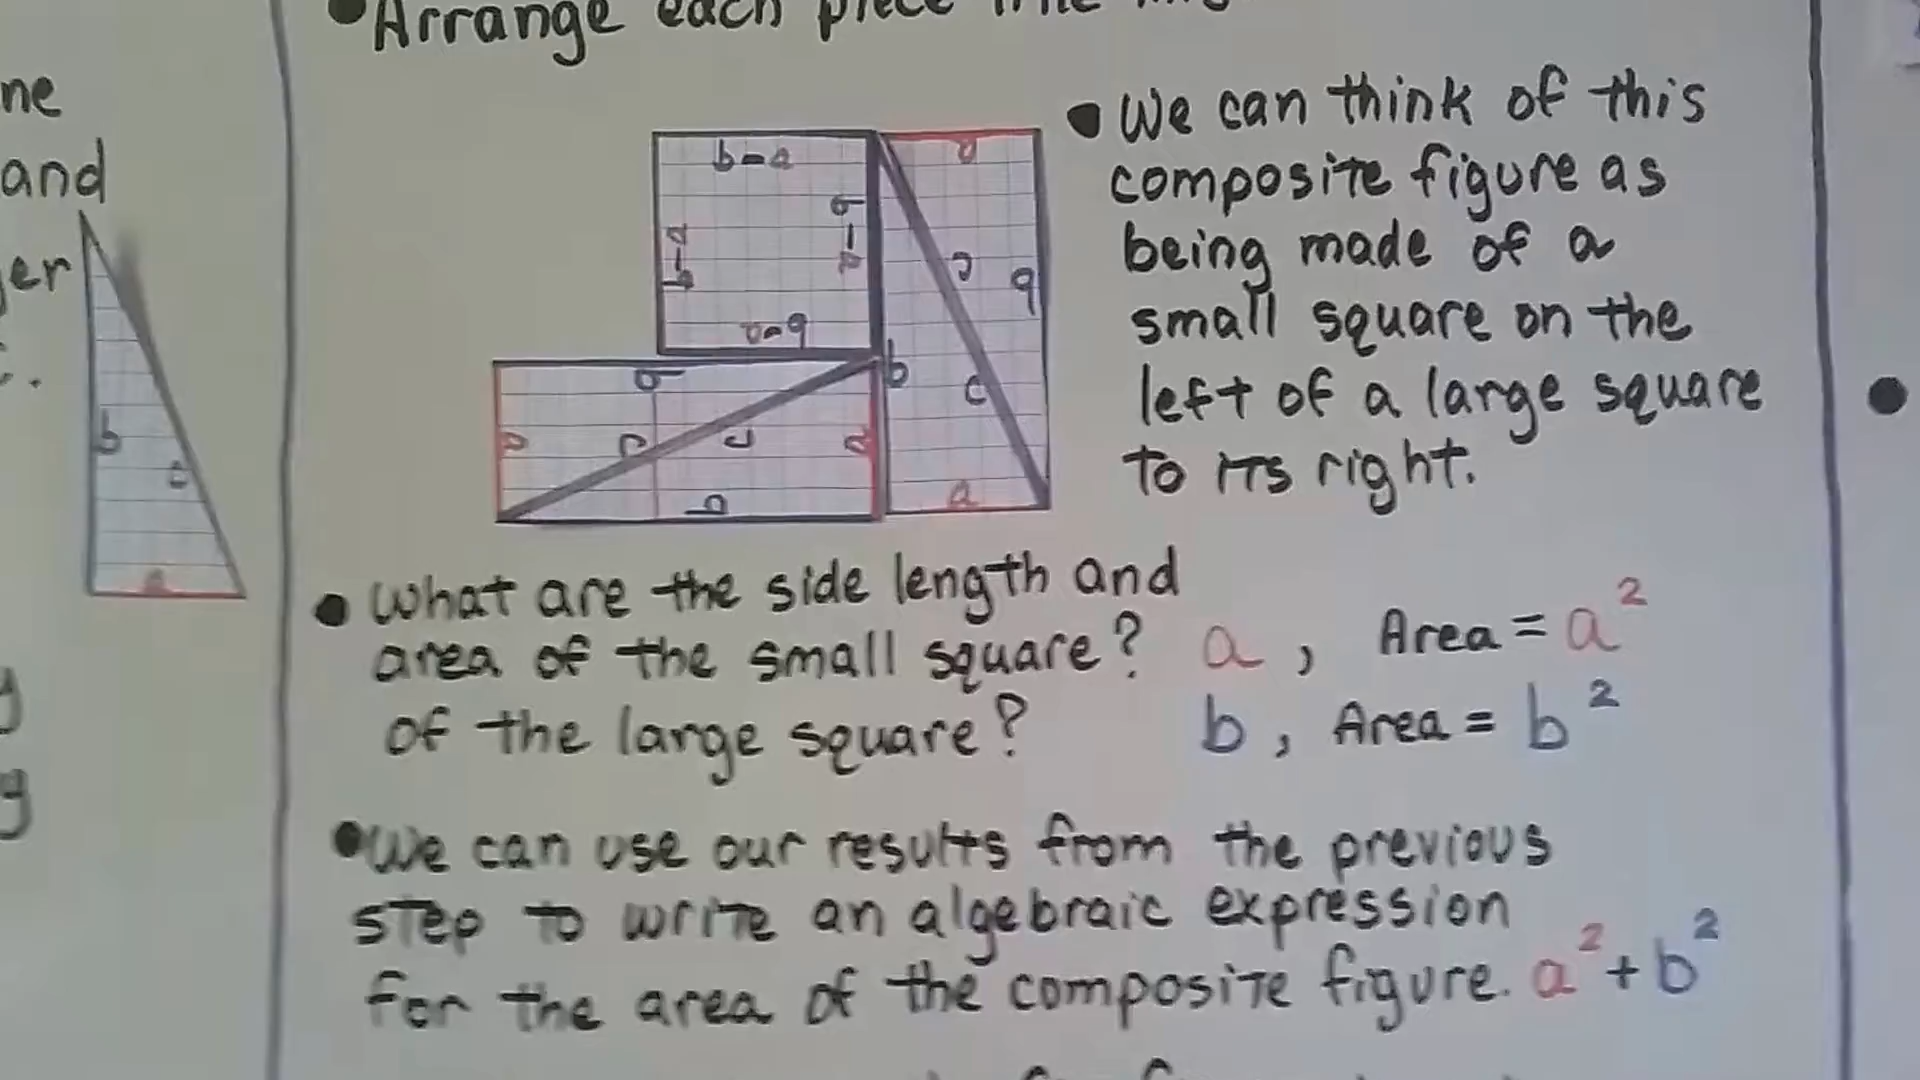 Arrange each piece
ne
and
er
b c
a
b-a
b-a
b-a
b-a
a
c b
c
b
a
b
a c c a
b
We can think of this
composite figure as
being made of a
small square on the
left of a large square
to its right.
What are the side length and
area of the small square? a, Area = a²
of the large square? b, Area = b²
We can use our results from the previous
step to write an algebraic expression
for the area of the composite figure. a² + b²